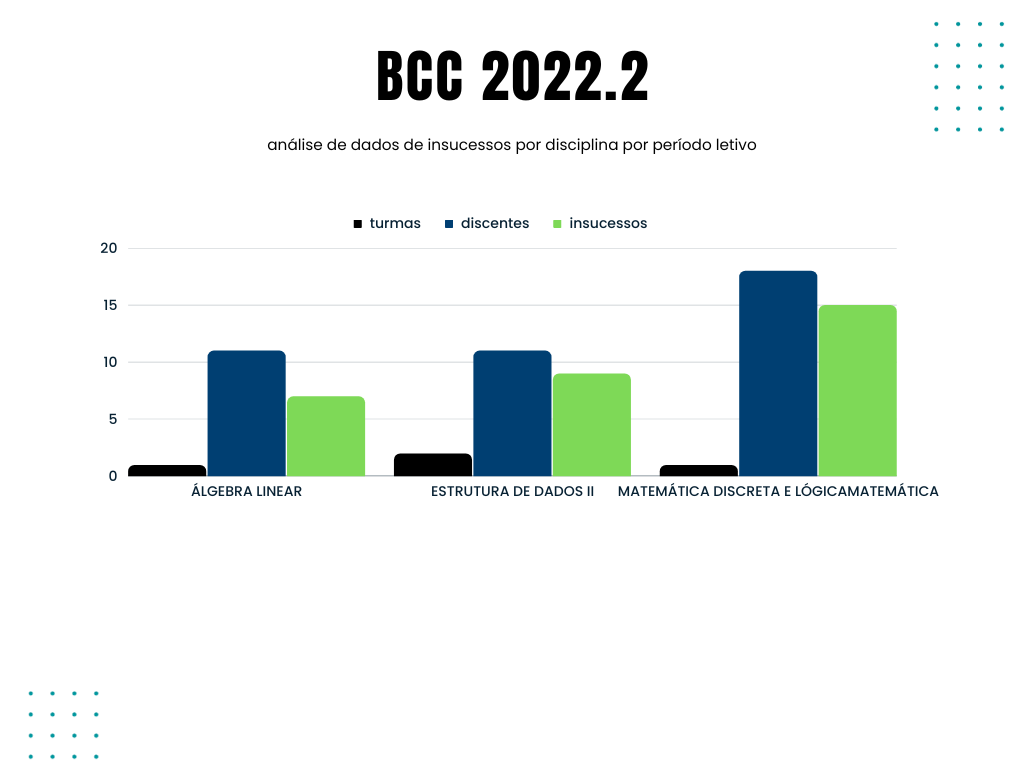 BCC 2022.2
análise de dados de insucessos por disciplina por período letivo
turmas discentes insucessos
20
15
10
5
0
ÁLGEBRA LINEAR ESTRUTURA DE DADOS II MATEMÁTICA DISCRETA E LÓGICAMATEMÁTICA